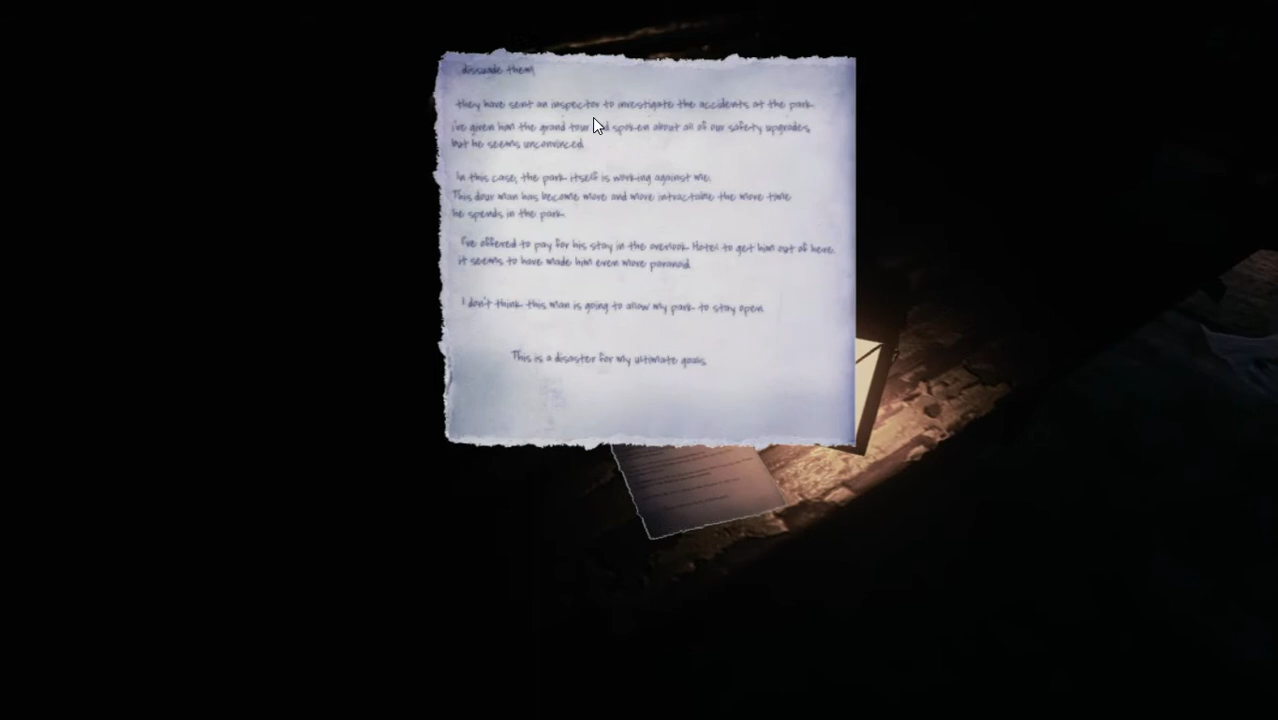 dissuade them!
they have sent an inspector to investigate the accidents at the park.
i've given him the grand tour spoken about all of our safety upgrades,
but he seems unconvinced.
In this case, the park itself is working against me.
This dour man has become more and more intractable the more time
he spends in the park.
I've offered to pay for his stay in the overlook Hotel to get him out of here.
it seems to have made him even more paranoid.
I don't think this man is going to allow my park to stay open.
This is a disaster for my ultimate goals.